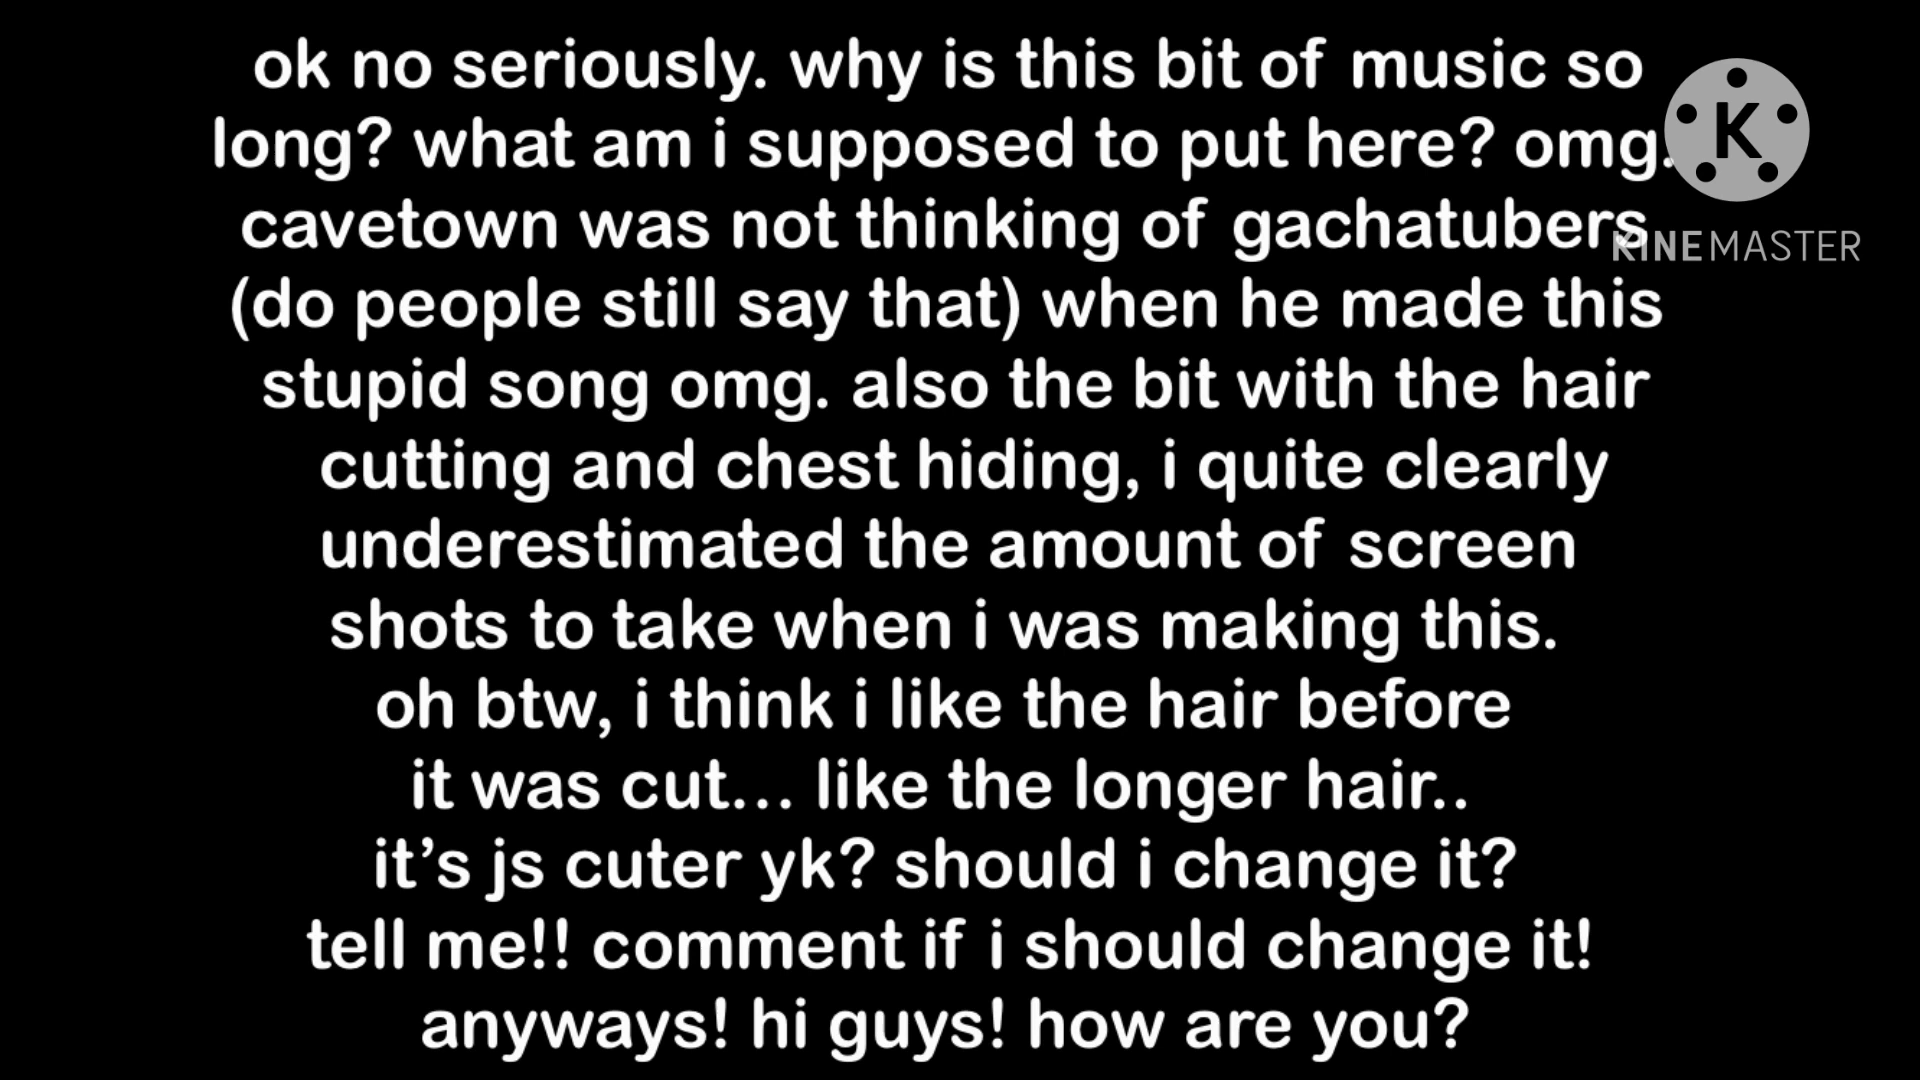 ok no seriously. why is this bit of music so
long? what am i supposed to put here? omg.
cavetown was not thinking of gachatubers
(do people still say that) when he made this
stupid song omg. also the bit with the hair
cutting and chest hiding, i quite clearly
underestimated the amount of screen
shots to take when i was making this.
oh btw, i think i like the hair before
it was cut... like the longer hair..
it’s js cuter yk? should i change it?
tell me!! comment if i should change it!
anyways! hi guys! how are you?
K
KINEMASTER